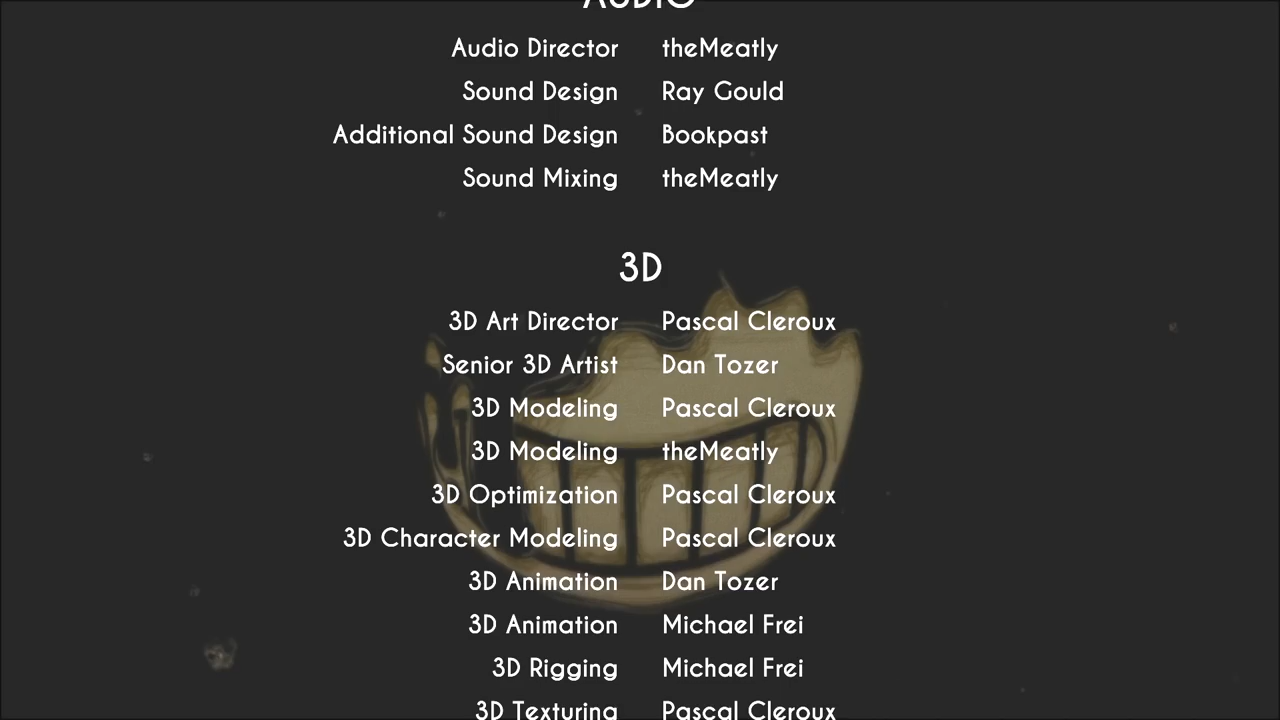 AUDIO
Audio Director theMeatly
Sound Design Ray Gould
Additional Sound Design Bookpast
Sound Mixing theMeatly
3D
3D Art Director Pascal Cleroux
Senior 3D Artist Dan Tozer
3D Modeling Pascal Cleroux
3D Modeling theMeatly
3D Optimization Pascal Cleroux
3D Character Modeling Pascal Cleroux
3D Animation Dan Tozer
3D Animation Michael Frei
3D Rigging Michael Frei
3D Texturing Pascal Cleroux